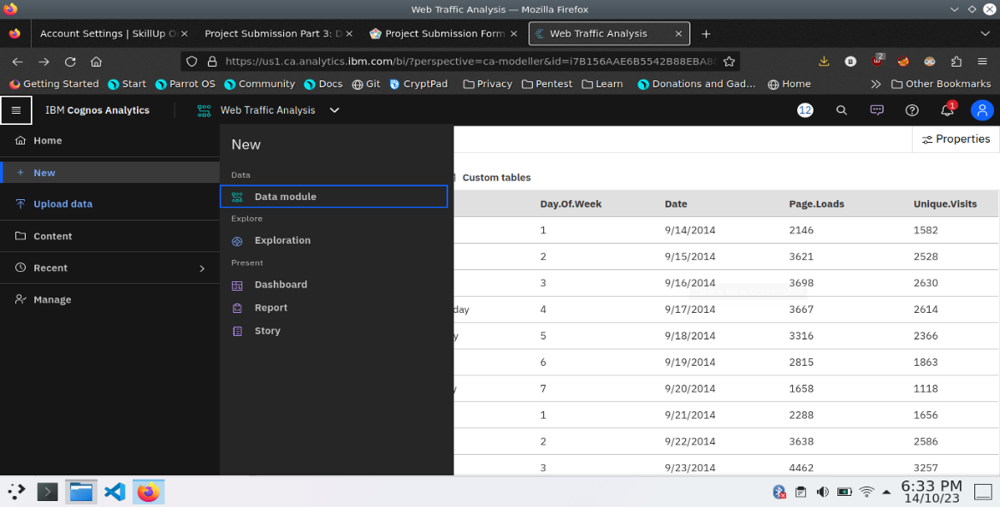 Web Traffic Analysis — Mozilla Firefox
Account Settings | SkillUp O
Project Submission Part 3: D
Project Submission Form
Web Traffic Analysis
https://us1.ca.analytics.ibm.com/bi/?perspective=ca-modeller&id=i7B156AAE6B5542B88EBA8
2
Getting Started
Start
Parrot OS
Community
Docs
Git
CryptPad
Privacy
Pentest
Learn
Donations and Gad...
Home
Other Bookmarks
IBM Cognos Analytics
Web Traffic Analysis
12
1
Home
New
Upload data
Content
Recent
Manage
New
Data
Data module
Explore
Exploration
Present
Dashboard
Report
Story
Properties
Custom tables
Day.Of.Week Date Page.Loads Unique.Visits
1 9/14/2014 2146 1582
2 9/15/2014 3621 2528
3 9/16/2014 3698 2630
day 4 9/17/2014 3667 2614
y 5 9/18/2014 3316 2366
6 9/19/2014 2815 1863
y 7 9/20/2014 1658 1118
1 9/21/2014 2288 1656
2 9/22/2014 3638 2586
3 9/23/2014 4462 3257
6:33 PM
14/10/23